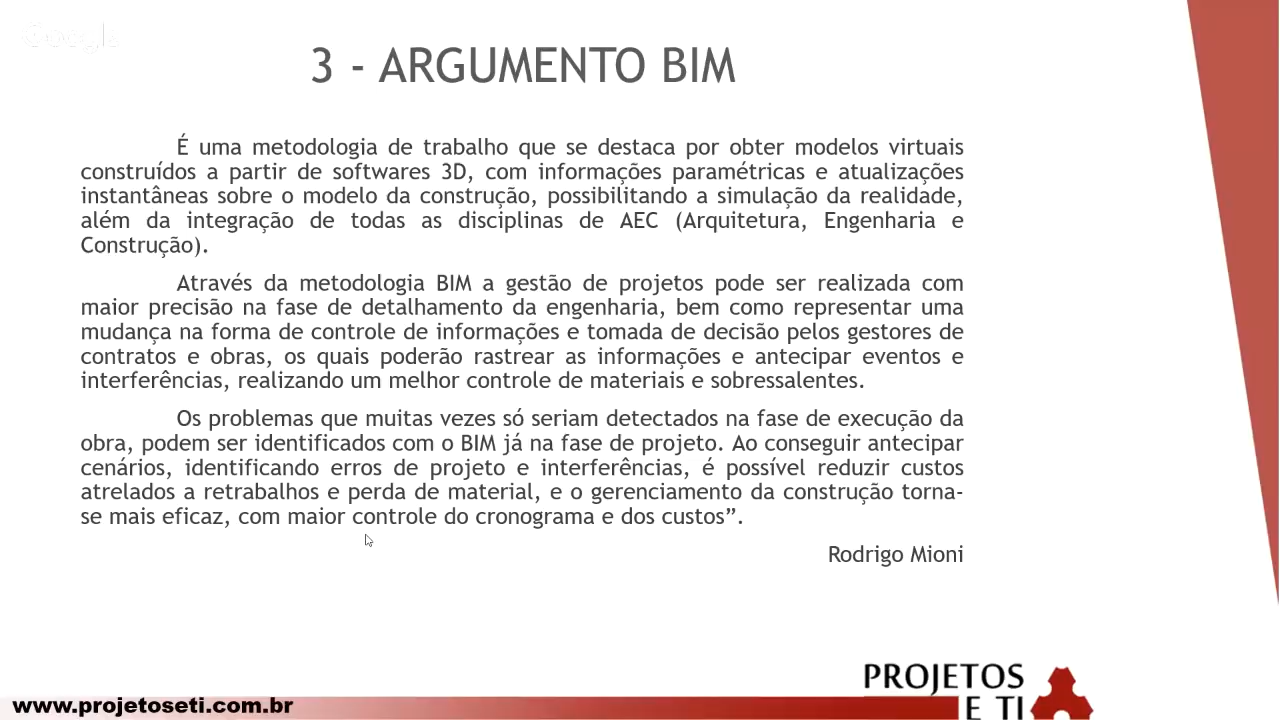 Google
3 - ARGUMENTO BIM
É uma metodologia de trabalho que se destaca por obter modelos virtuais
construídos a partir de softwares 3D, com informações paramétricas e atualizações
instantâneas sobre o modelo da construção, possibilitando a simulação da realidade,
além da integração de todas as disciplinas de AEC (Arquitetura, Engenharia e
Construção).
Através da metodologia BIM a gestão de projetos pode ser realizada com
maior precisão na fase de detalhamento da engenharia, bem como representar uma
mudança na forma de controle de informações e tomada de decisão pelos gestores de
contratos e obras, os quais poderão rastrear as informações e antecipar eventos e
interferências, realizando um melhor controle de materiais e sobressalentes.
Os problemas que muitas vezes só seriam detectados na fase de execução da
obra, podem ser identificados com o BIM já na fase de projeto. Ao conseguir antecipar
cenários, identificando erros de projeto e interferências, é possível reduzir custos
atrelados a retrabalhos e perda de material, e o gerenciamento da construção torna-
se mais eficaz, com maior controle do cronograma e dos custos”.
Rodrigo Mioni
PROJETOS
E TI
www.projetoseti.com.br